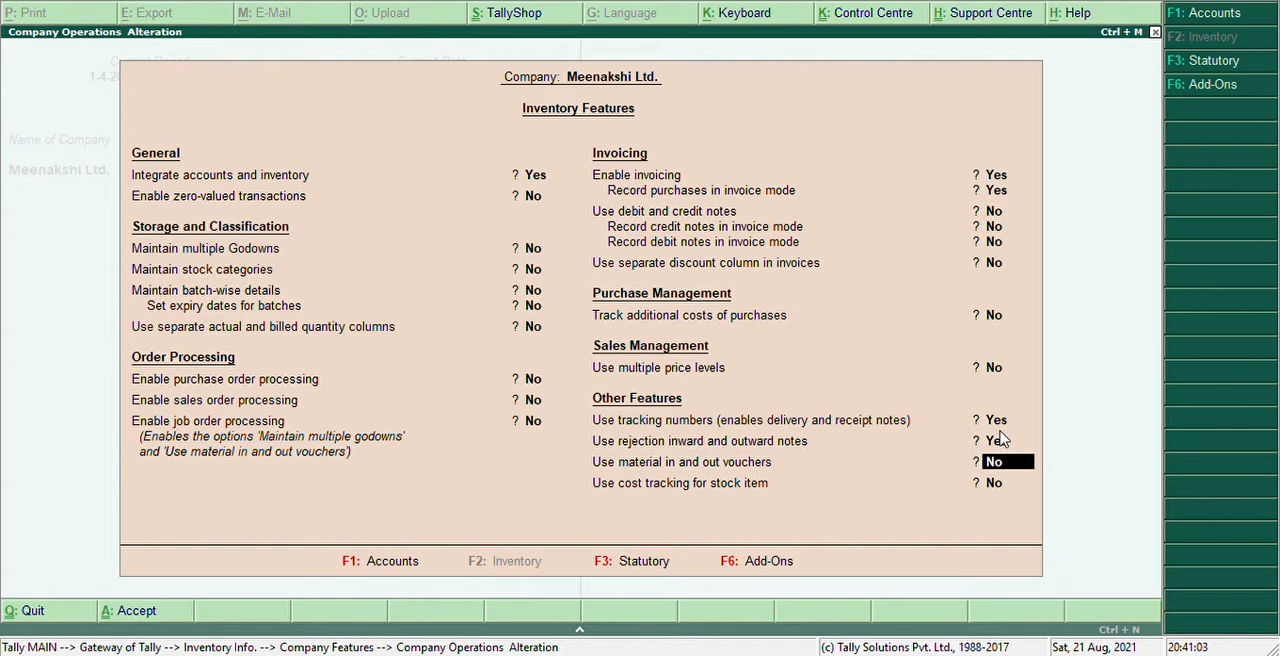 P: Print E: Export M: E-Mail O: Upload S: TallyShop G: Language K: Keyboard K: Control Centre H: Support Centre H: Help F1: Accounts
Company Operations Alteration Ctrl + M
F2: Inventory
F3: Statutory
F6: Add-Ons
1-4-20
Name of Company
Meenakshi Ltd.
Company: Meenakshi Ltd.
Inventory Features
General
Integrate accounts and inventory ? Yes
Enable zero-valued transactions ? No
Storage and Classification
Maintain multiple Godowns ? No
Maintain stock categories ? No
Maintain batch-wise details ? No
Set expiry dates for batches ? No
Use separate actual and billed quantity columns ? No
Order Processing
Enable purchase order processing ? No
Enable sales order processing ? No
Enable job order processing ? No
(Enables the options 'Maintain multiple godowns'
and 'Use material in and out vouchers')
Invoicing
Enable invoicing ? Yes
Record purchases in invoice mode ? Yes
Use debit and credit notes ? No
Record credit notes in invoice mode ? No
Record debit notes in invoice mode ? No
Use separate discount column in invoices ? No
Purchase Management
Track additional costs of purchases ? No
Sales Management
Use multiple price levels ? No
Other Features
Use tracking numbers (enables delivery and receipt notes) ? Yes
Use rejection inward and outward notes ? Yes
Use material in and out vouchers ? No
Use cost tracking for stock item ? No
F1: Accounts F2: Inventory F3: Statutory F6: Add-Ons
Q: Quit A: Accept
Ctrl + N
Tally MAIN --> Gateway of Tally --> Inventory Info. --> Company Features --> Company Operations Alteration (c) Tally Solutions Pvt. Ltd., 1988-2017 Sat, 21 Aug, 2021 20:41:03